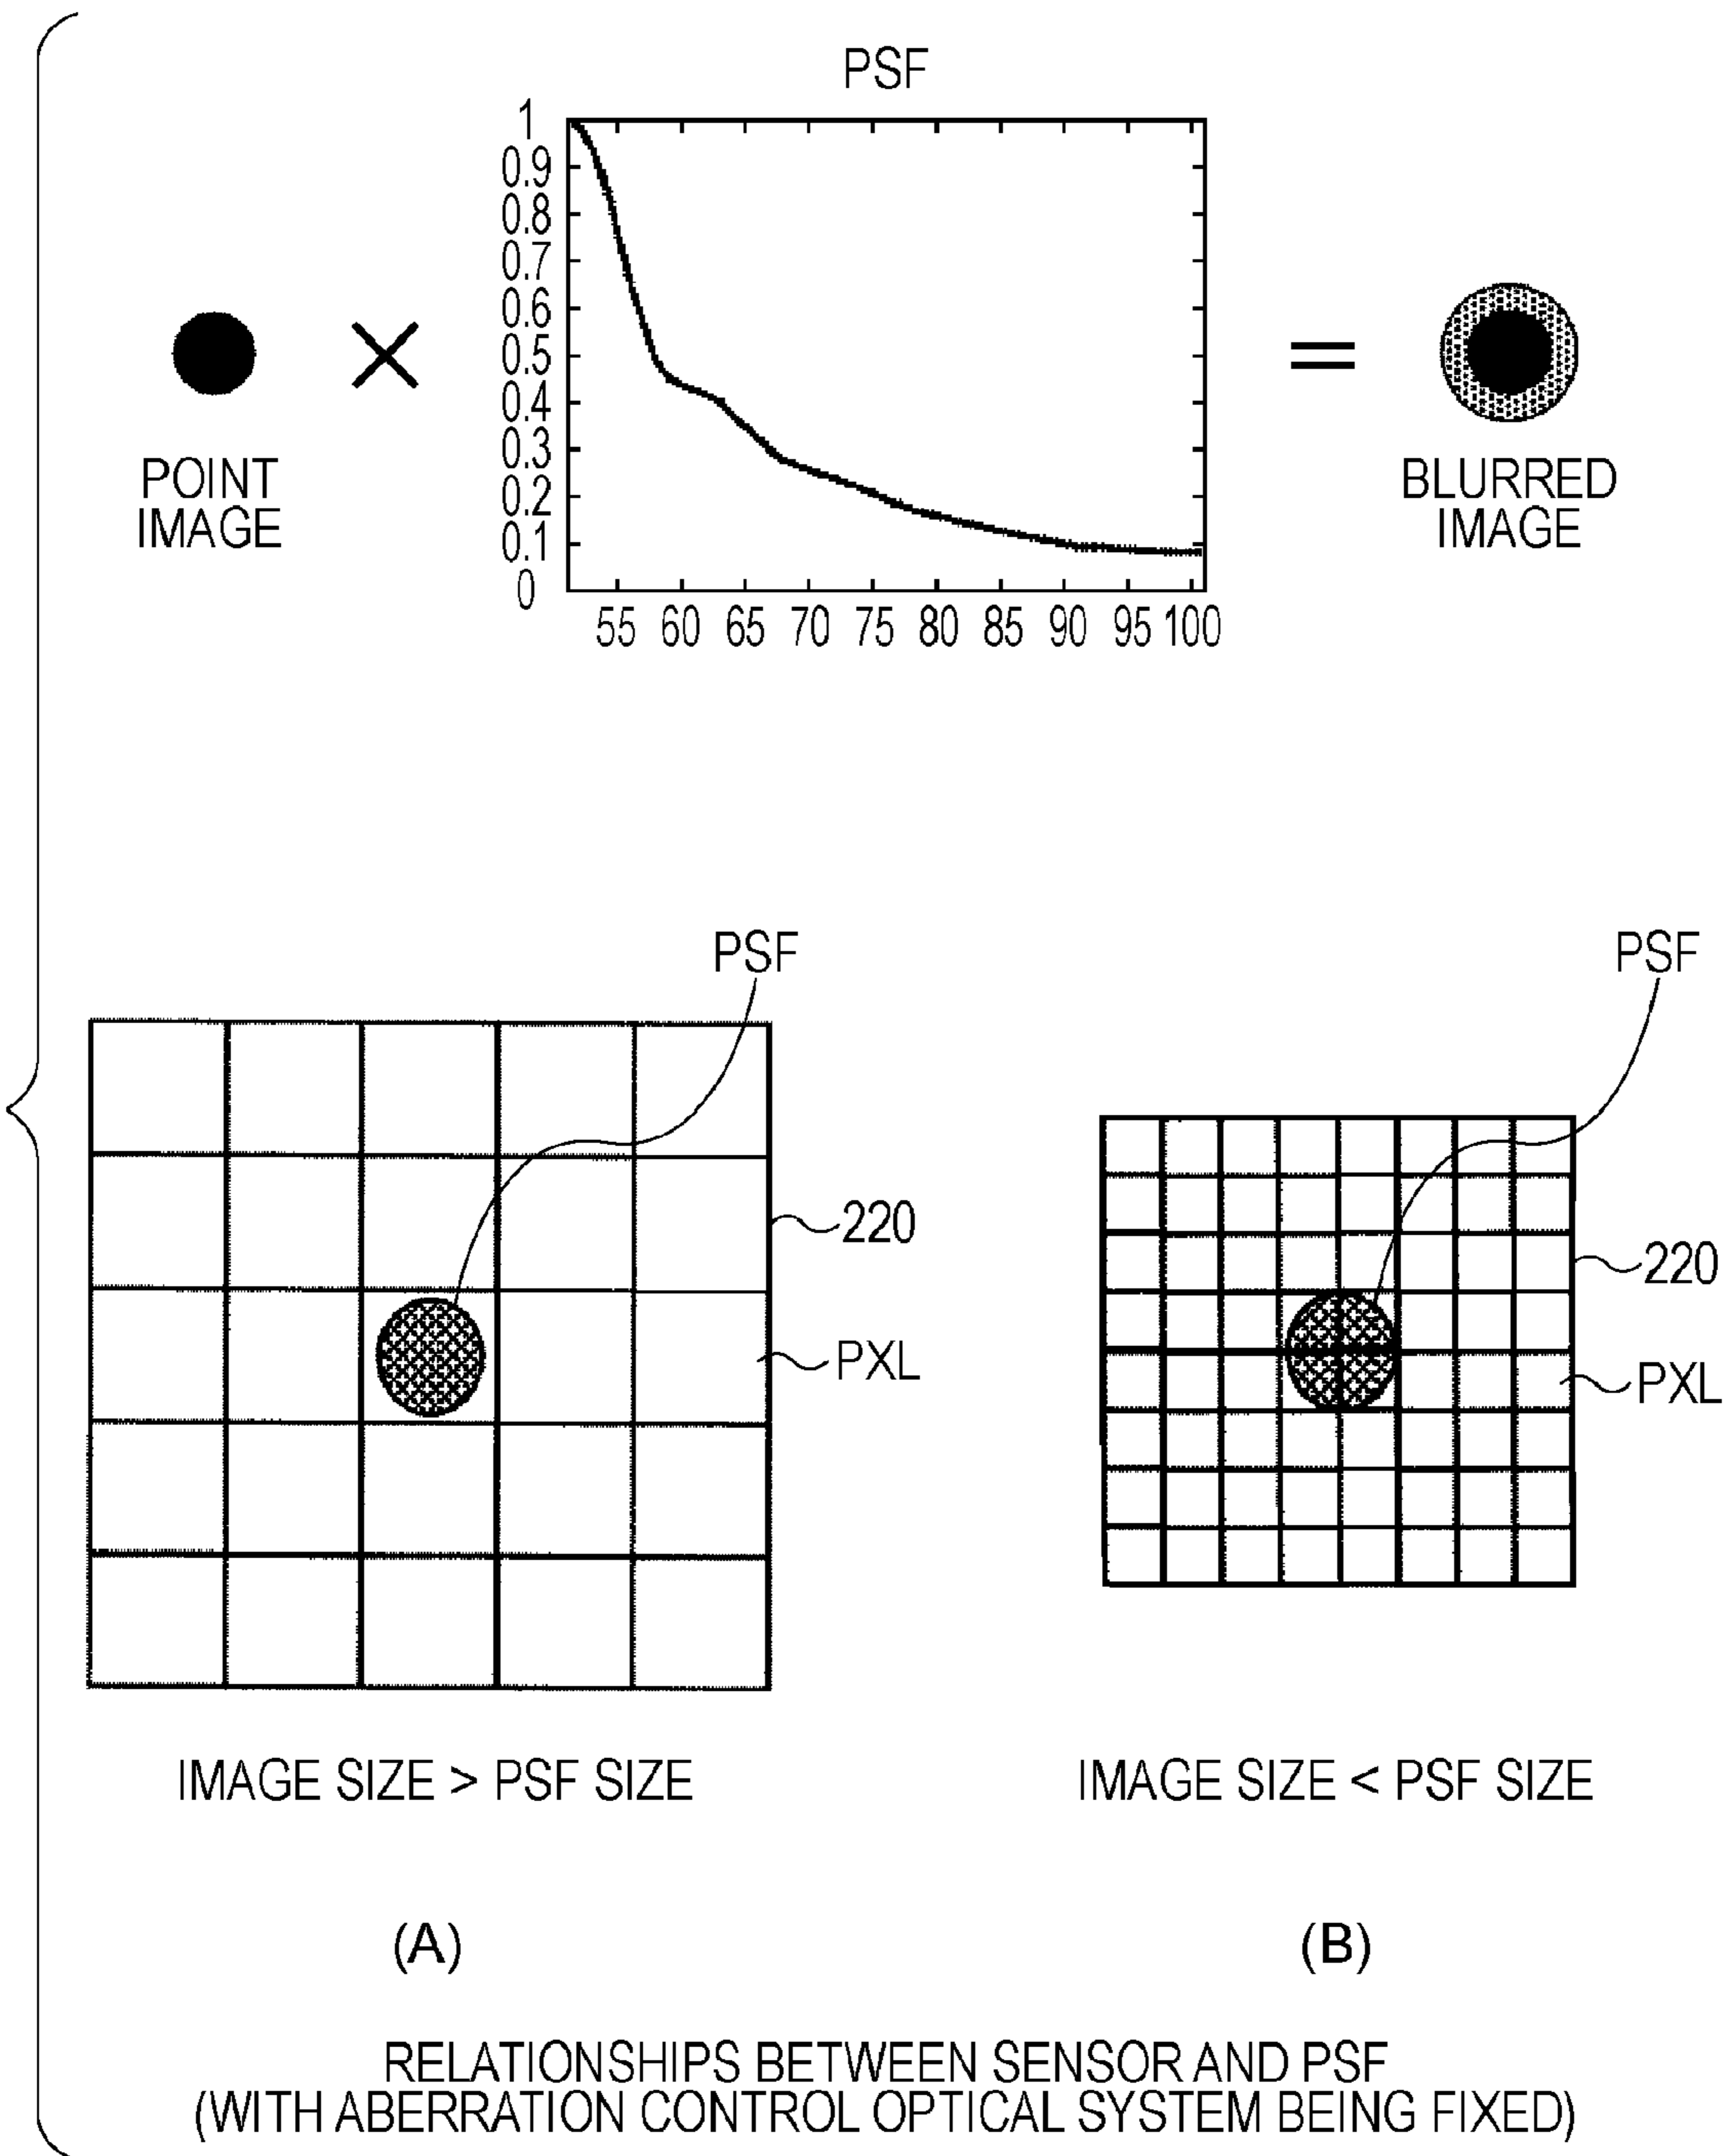 PSF
1
0.9
0.8
0.7
0.6
0.5
0.4
0.3
0.2
0.1
0
55 60 65 70 75 80 85 90 95 100
POINT
IMAGE
×
=
BLURRED
IMAGE
PSF
220
PXL
IMAGE SIZE > PSF SIZE
(A)
PSF
220
PXL
IMAGE SIZE < PSF SIZE
(B)
RELATIONSHIPS BETWEEN SENSOR AND PSF
(WITH ABERRATION CONTROL OPTICAL SYSTEM BEING FIXED)